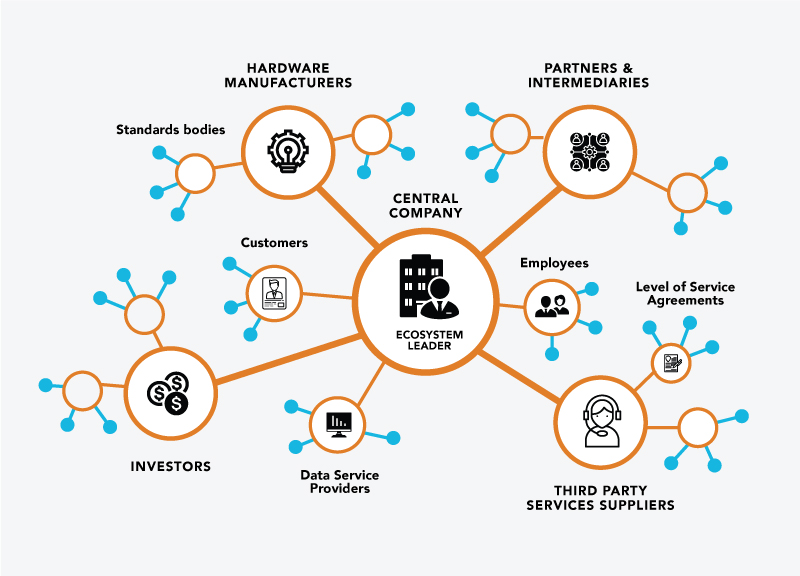 HARDWARE
MANUFACTURERS
PARTNERS &
INTERMEDIARIES
Standards bodies
CENTRAL
COMPANY
Customers
Employees
Level of Service
Agreements
ECOSYSTEM
LEADER
$
$
$
INVESTORS
Data Service
Providers
THIRD PARTY
SERVICES SUPPLIERS